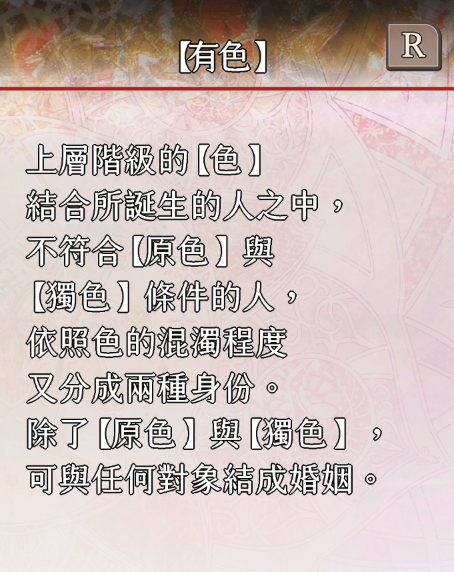 【有色】
R
上層階級的【色】
結合所誕生的人之中，
不符合【原色】與
【獨色】條件的人，
依照色的混濁程度
又分成兩種身份。
除了【原色】與【獨色】，
可與任何對象結成婚姻。